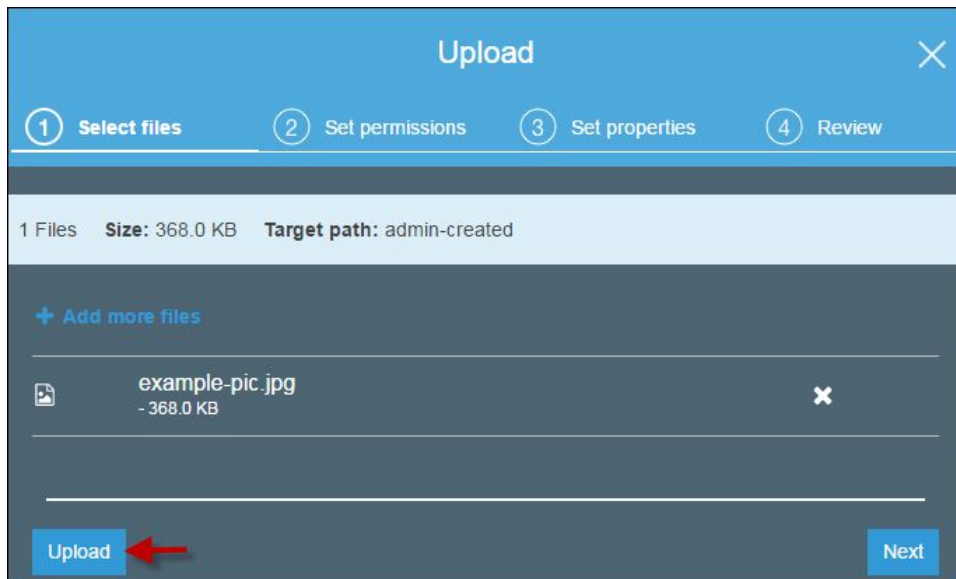 Upload
1 Select files 2 Set permissions 3 Set properties 4 Review
1 Files Size: 368.0 KB Target path: admin-created
+ Add more files
example-pic.jpg
- 368.0 KB
Upload Next